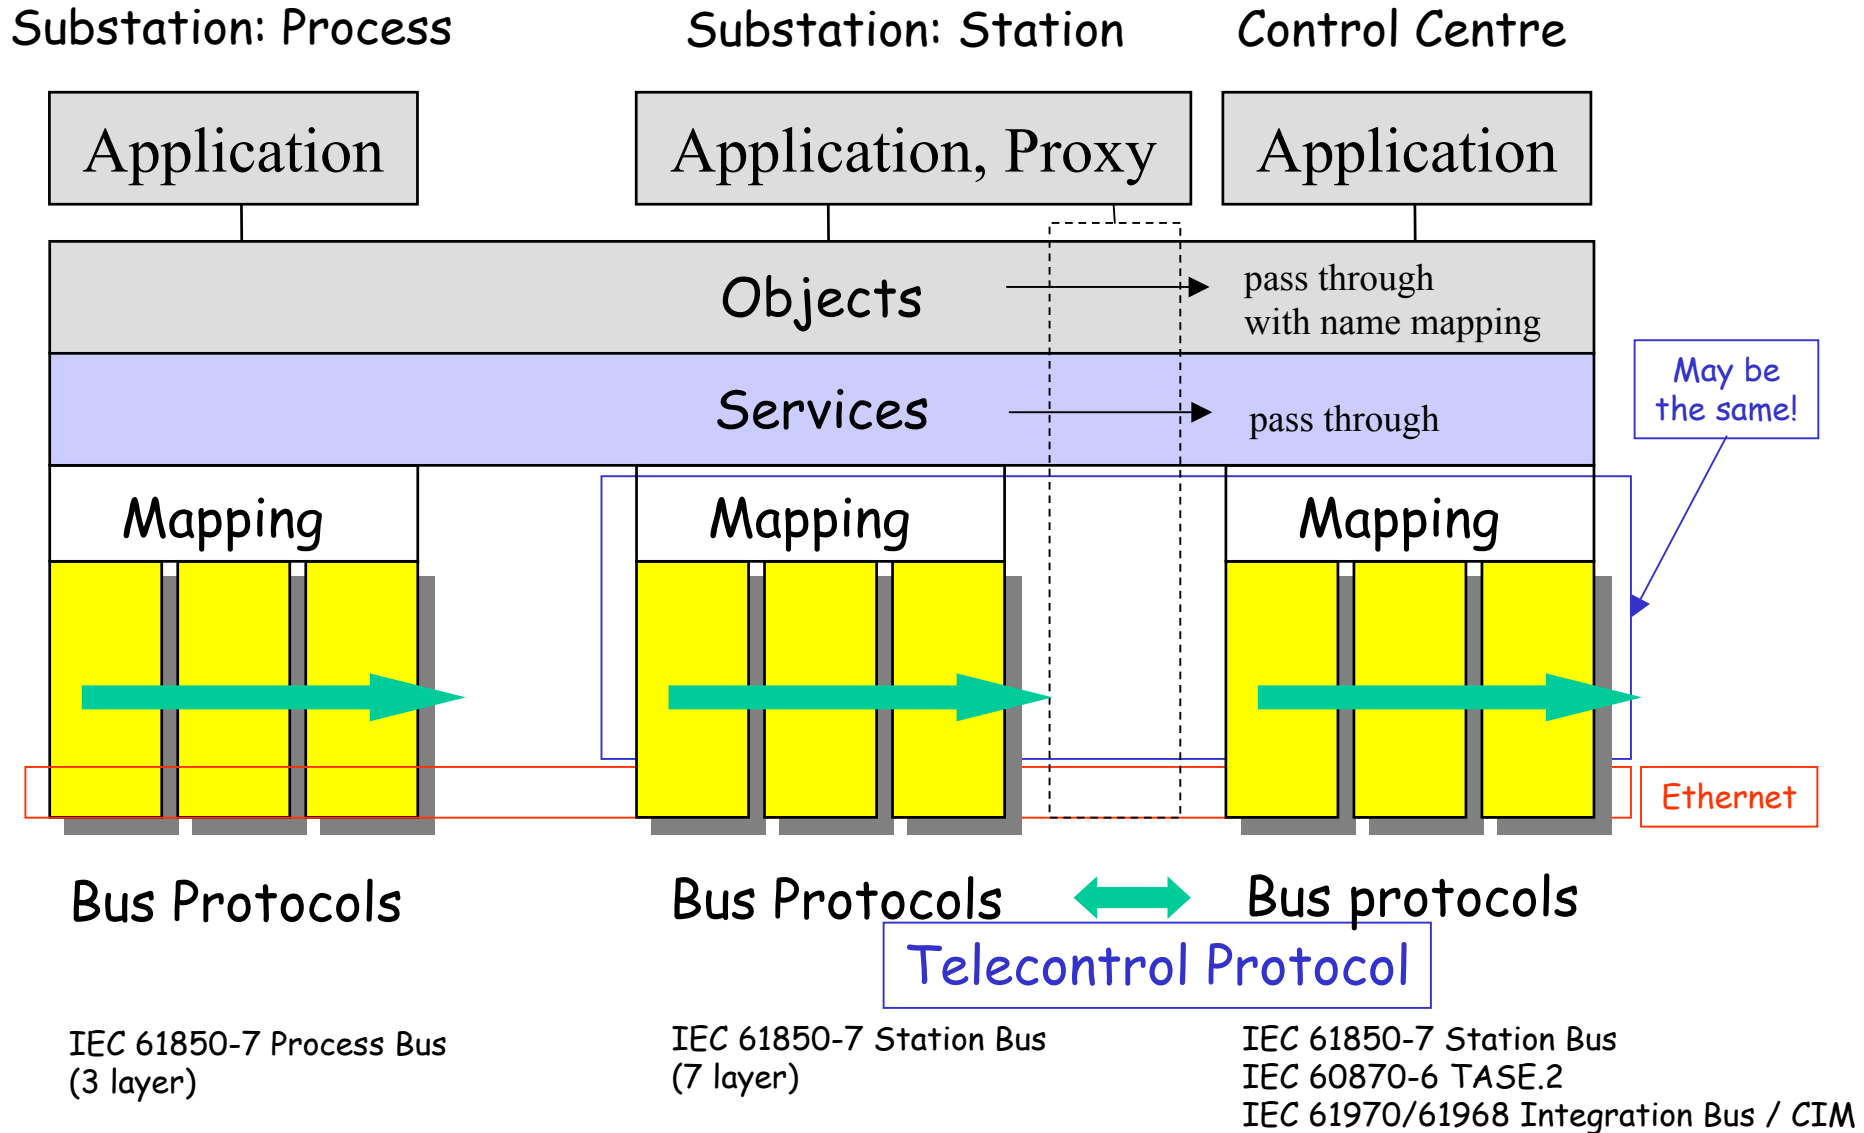 Substation: Process
Substation: Station
Control Centre
Application
Application, Proxy
Application
Objects
pass through
with name mapping
Services
pass through
May be
the same!
Mapping
Mapping
Mapping
Ethernet
Bus Protocols
Bus Protocols
Bus protocols
Telecontrol Protocol
IEC 61850-7 Process Bus
(3 layer)
IEC 61850-7 Station Bus
(7 layer)
IEC 61850-7 Station Bus
IEC 60870-6 TASE.2
IEC 61970/61968 Integration Bus / CIM